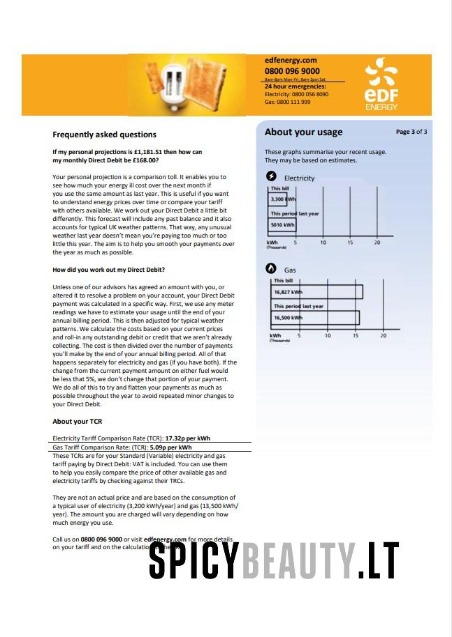 edfenergy.com
0800 096 9000
8am-8pm Mon-Fri, 8am-2pm Sat
24 hour emergencies:
Electricity: 0800 056 8090
Gas: 0800 111 999
eDF
ENERGY
Frequently asked questions
If my personal projections is £1,181.51 then how can
my monthly Direct Debit be £168.00?
Your personal projection is a comparison toll. It enables you to
see how much your energy ill cost over the next month if
you use the same amount as last year. This is useful if you want
to understand energy prices over time or compare your tariff
with others available. We work out your Direct Debit a little bit
differently. This forecast will include any past balance and it also
accounts for typical UK weather patterns. That way, any unusual
weather last year doesn't mean you're paying too much or too
little this year. The aim is to help you smooth your payments over
the year as much as possible.
How did you work out my Direct Debit?
Unless one of our advisors has agreed an amount with you, or
altered it to resolve a problem on your account, your Direct Debit
payment was calculated in a specific way. First, we use any meter
readings we have to estimate your usage until the end of your
annual billing period. This is then adjusted for typical weather
patterns. We calculate the costs based on your current prices
and roll-in any outstanding debit or credit that we aren't already
collecting. The cost is then divided over the number of payments
you'll make by the end of your annual billing period. All of that
happens separately for electricity and gas (if you have both). If the
change from the current payment amount on either fuel would
be less that 5%, we don't change that portion of your payment.
We do all of this to try and flatten your payments as much as
possible throughout the year to avoid repeated minor changes to
your Direct Debit.
About your TCR
Electricity Tariff Comparison Rate (TCR): 17.32p per kWh
Gas Tariff Comparison Rate: (TCR): 5.09p per kWh
These TCRs are for your Standard (Variable) electricity and gas
tariff paying by Direct Debit: VAT is included. You can use them
to help you easily compare the price of other available gas and
electricity tariffs by checking against their TRCs.
They are not an actual price and are based on the consumption of
a typical user of electricity (3,200 kWh/year) and gas (13,500 kWh/
year). The amount you are charged will vary depending on how
much energy you use.
Call us on 0800 096 9000 or visit edfenergy.com for more details
on your tariff and on the calculation
About your usage
Page 3 of 3
These graphs summarise your recent usage.
They may be based on estimates.
Electricity
This bill
3,300 kWh
This period last year
5010 kWh
kWh 5 10 15 20
(Thousands)
Gas
This bill
16,827 kWh
This period last year
16,500 kWh
kWh 5 10 15 20
(Thousands)
SPICYBEAUTY.LT